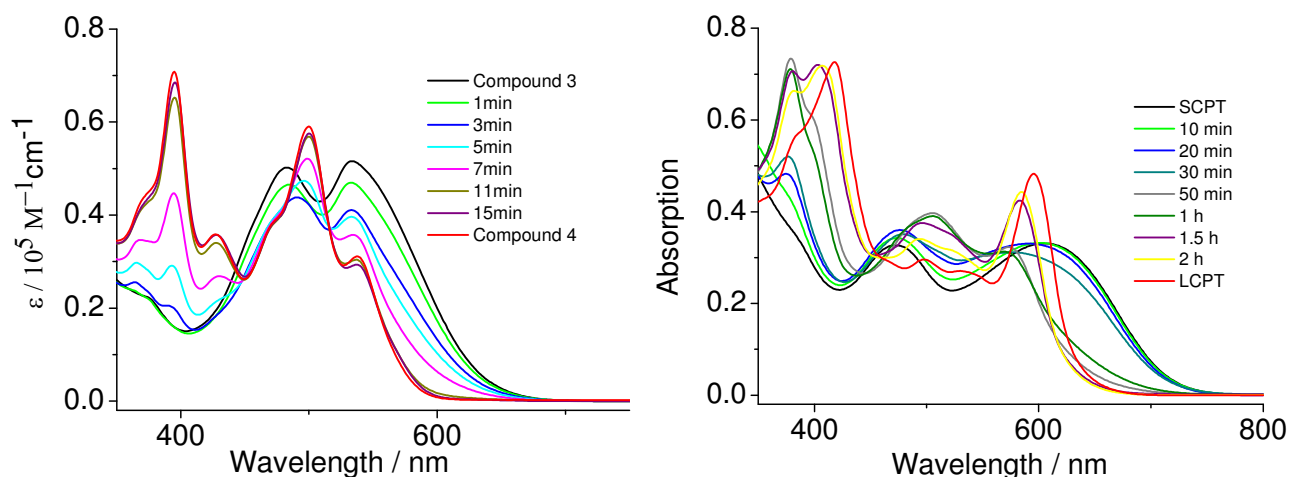 0.8
0.6
0.4
0.2
0.0
ε / 10⁵ M⁻¹cm-1
400
600
Wavelength / nm
Compound 3
1min
3min
5min
7min
11min
15min
Compound 4
0.8
0.6
0.4
0.2
0.0
Absorption
400
500
600
700
800
Wavelength / nm
SCPT
10 min
20 min
30 min
50 min
1 h
1.5 h
2 h
LCPT